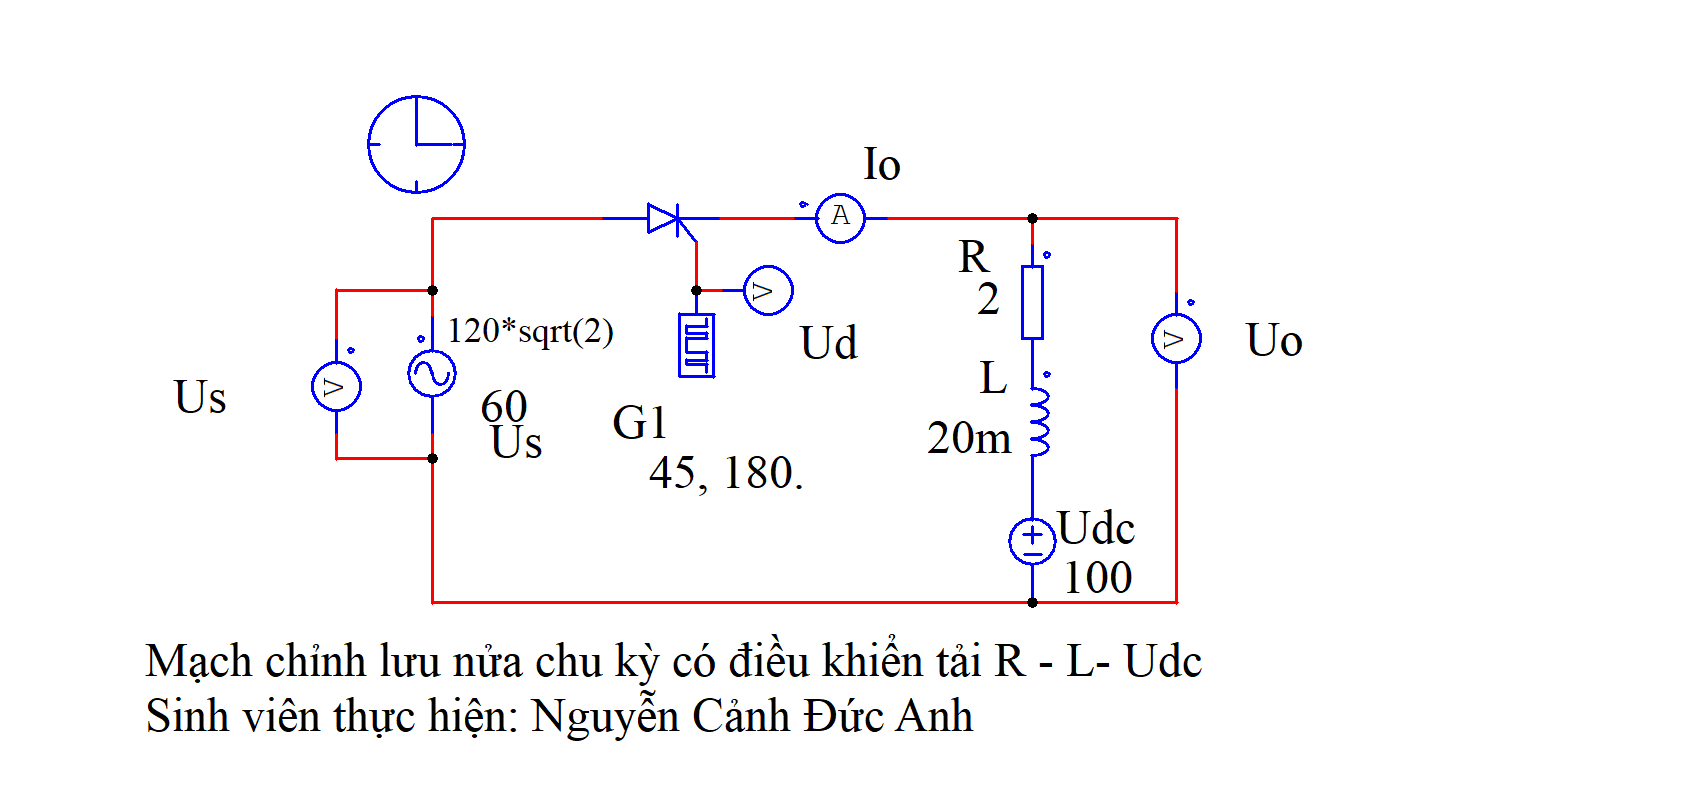 Io
A
R
2
120*sqrt(2)
V
Ud
Uo
V
L
Us
V
60
Us
G1
20m
45, 180.
Udc
100
Mạch chỉnh lưu nửa chu kỳ có điều khiển tải R - L- Udc
Sinh viên thực hiện: Nguyễn Cảnh Đức Anh